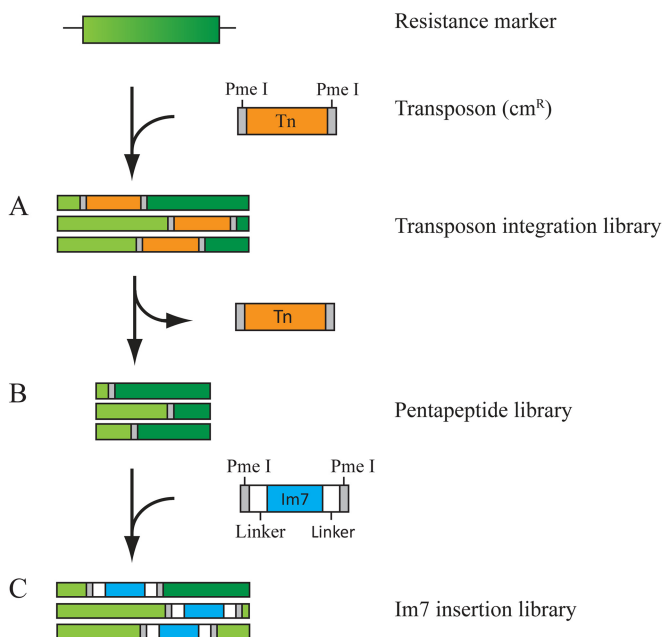 Resistance marker
Pme I Pme I
Tn
Transposon (cmᴿ)
A
Transposon integration library
Tn
B
Pentapeptide library
Pme I Pme I
Im7
Linker Linker
C
Im7 insertion library